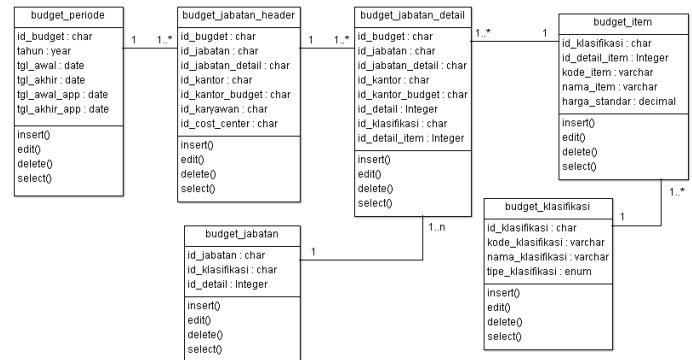 budget_periode
id_budget : char
tahun : year
tgl_awal : date
tgl_akhir : date
tgl_awal_app : date
tgl_akhir_app : date
insert()
edit()
delete()
select()
1
1..*
budget_jabatan_header
id_bugdet : char
id_jabatan : char
id_jabatan_detail : char
id_kantor : char
id_kantor_budget : char
id_karyawan : char
id_cost_center : char
insert()
edit()
delete()
select()
1
1..*
budget_jabatan_detail
id_budget : char
id_jabatan : char
id_jabatan_detail : char
id_kantor : char
id_kantor_budget : char
id_detail : Integer
id_klasifikasi : char
id_detail_item : Integer
insert()
edit()
delete()
select()
1..*
1
budget_item
id_klasifikasi : char
id_detail_item : Integer
kode_item : varchar
nama_item : varchar
harga_standar : decimal
insert()
edit()
delete()
select()
1..*
1
budget_klasifikasi
id_klasifikasi : char
kode_klasifikasi : varchar
nama_klasifikasi : varchar
tipe_klasifikasi : enum
insert()
edit()
delete()
select()
1..n
1
budget_jabatan
id_jabatan : char
id_klasifikasi : char
id_detail : Integer
insert()
edit()
delete()
select()